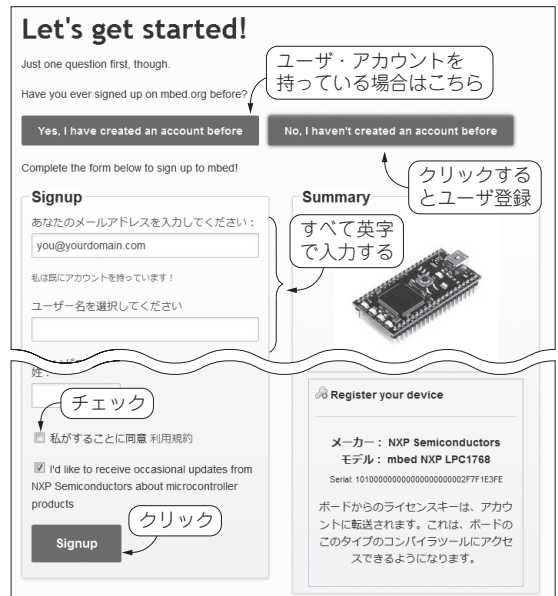 Let's get started!
Just one question first, though.
ユーザ・アカウントを
持っている場合はこちら
Have you ever signed up on mbed.org before?
Yes, I have created an account before
No, I haven't created an account before
Complete the form below to sign up to mbed!
クリックする
とユーザ登録
Signup
あなたのメールアドレスを入力してください：
you@yourdomain.com
すべて英字
で入力する
私は既にアカウントを持っています！
ユーザー名を選択してください
Summary
姓：
チェック
私がすることに同意 利用規約
I'd like to receive occasional updates from
NXP Semiconductors about microcontroller
products
クリック
Signup
Register your device
メーカー： NXP Semiconductors
モデル： mbed NXP LPC1768
ボードからのライセンスキーは、アカウ
ントに転送されます。これは、ボードの
このタイプのコンパイラツールにアクセ
スできるようになります。